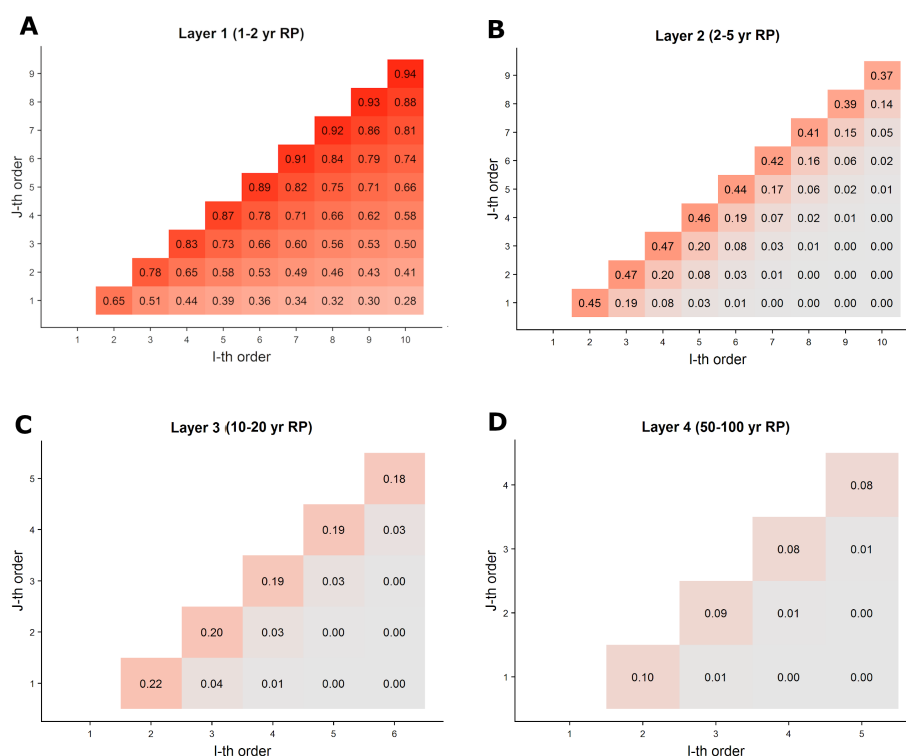 A
Layer 1 (1-2 yr RP)
J-th order
9 0.94
8 0.93 0.88
7 0.92 0.86 0.81
6 0.91 0.84 0.79 0.74
5 0.89 0.82 0.75 0.71 0.66
4 0.87 0.78 0.71 0.66 0.62 0.58
3 0.83 0.73 0.66 0.60 0.56 0.53 0.50
2 0.78 0.65 0.58 0.53 0.49 0.46 0.43 0.41
1 0.65 0.51 0.44 0.39 0.36 0.34 0.32 0.30 0.28
1 2 3 4 5 6 7 8 9 10
I-th order
B
Layer 2 (2-5 yr RP)
J-th order
9 0.37
8 0.39 0.14
7 0.41 0.15 0.05
6 0.42 0.16 0.06 0.02
5 0.44 0.17 0.06 0.02 0.01
4 0.46 0.19 0.07 0.02 0.01 0.00
3 0.47 0.20 0.08 0.03 0.01 0.00 0.00
2 0.47 0.20 0.08 0.03 0.01 0.00 0.00 0.00
1 0.45 0.19 0.08 0.03 0.01 0.00 0.00 0.00 0.00
1 2 3 4 5 6 7 8 9 10
I-th order
C
Layer 3 (10-20 yr RP)
J-th order
5 0.18
4 0.19 0.03
3 0.19 0.03 0.00
2 0.20 0.03 0.00 0.00
1 0.22 0.04 0.01 0.00 0.00
1 2 3 4 5 6
I-th order
D
Layer 4 (50-100 yr RP)
J-th order
4 0.08
3 0.08 0.01
2 0.09 0.01 0.00
1 0.10 0.01 0.00 0.00
1 2 3 4 5
I-th order